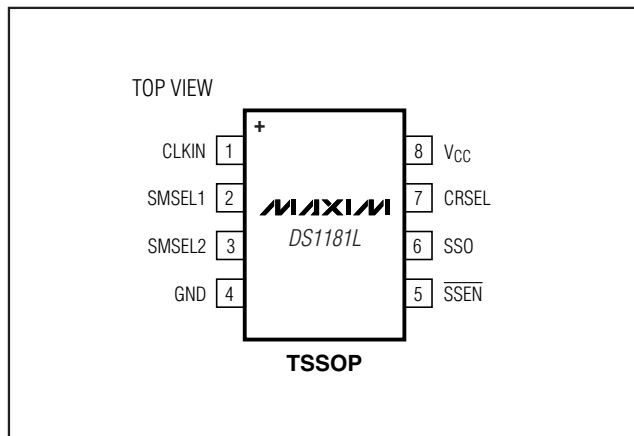 TOP VIEW
+
CLKIN 1
8 VCC
SMSEL1 2
MAXIM
7 CRSEL
SMSEL2 3
DS1181L
6 SSO
GND 4
5 S̅S̅E̅N̅
TSSOP